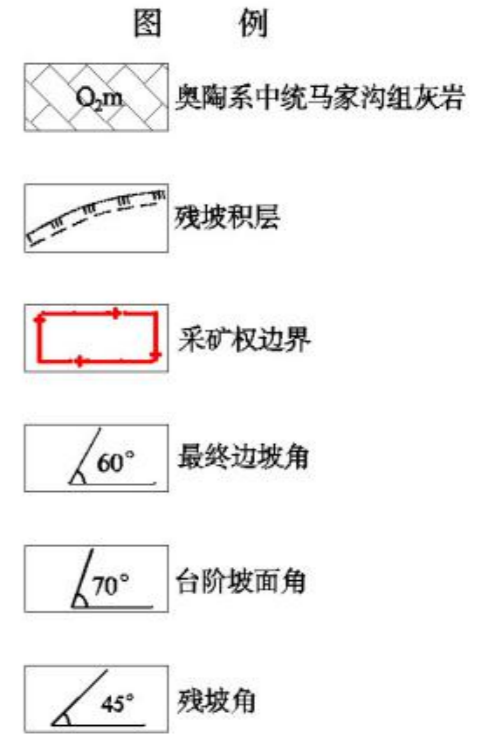 图 例
O₂m 奥陶系中统马家沟组灰岩
残坡积层
采矿权边界
60° 最终边坡角
70° 台阶坡面角
45° 残坡角